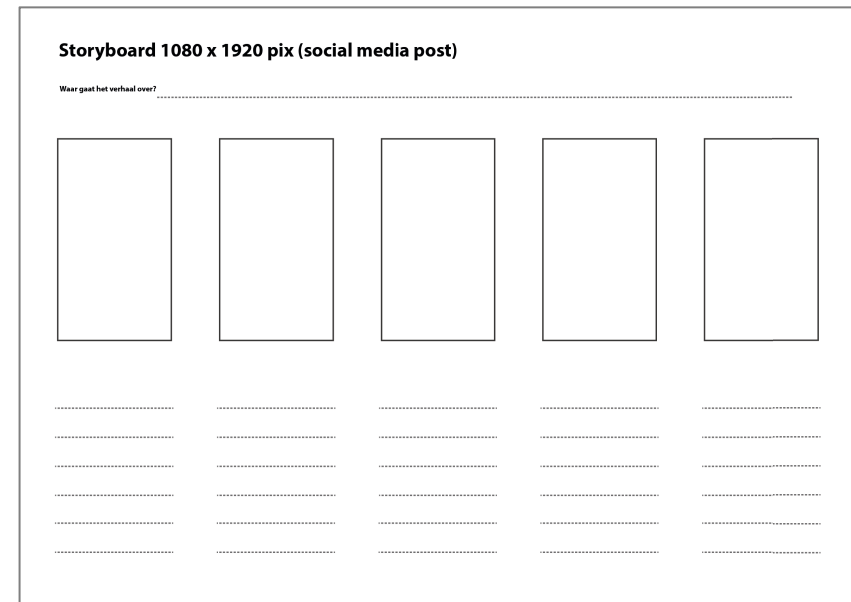 Storyboard 1080 x 1920 pix (social media post)
Waar gaat het verhaal over?